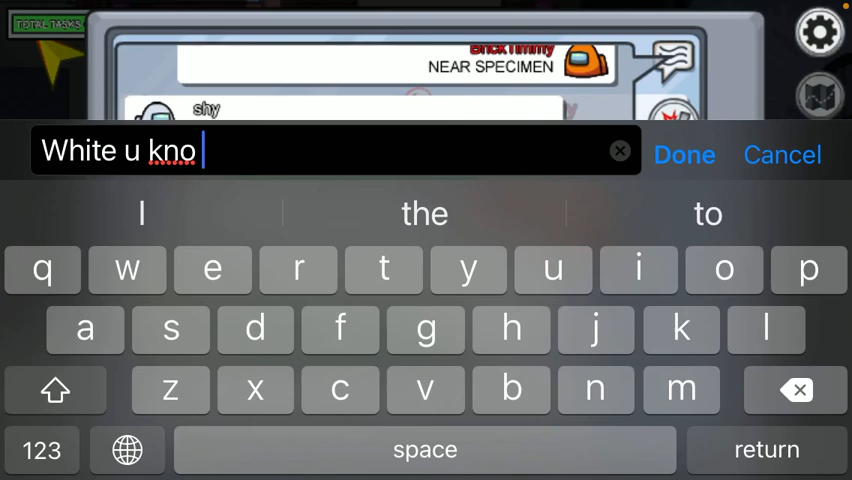 TOTAL TASKS
BrickTimmy
NEAR SPECIMEN
shy
White u kno
Done
Cancel
I
the
to
q w e r t y u i o p
a s d f g h j k l
z x c v b n m
123
space
return